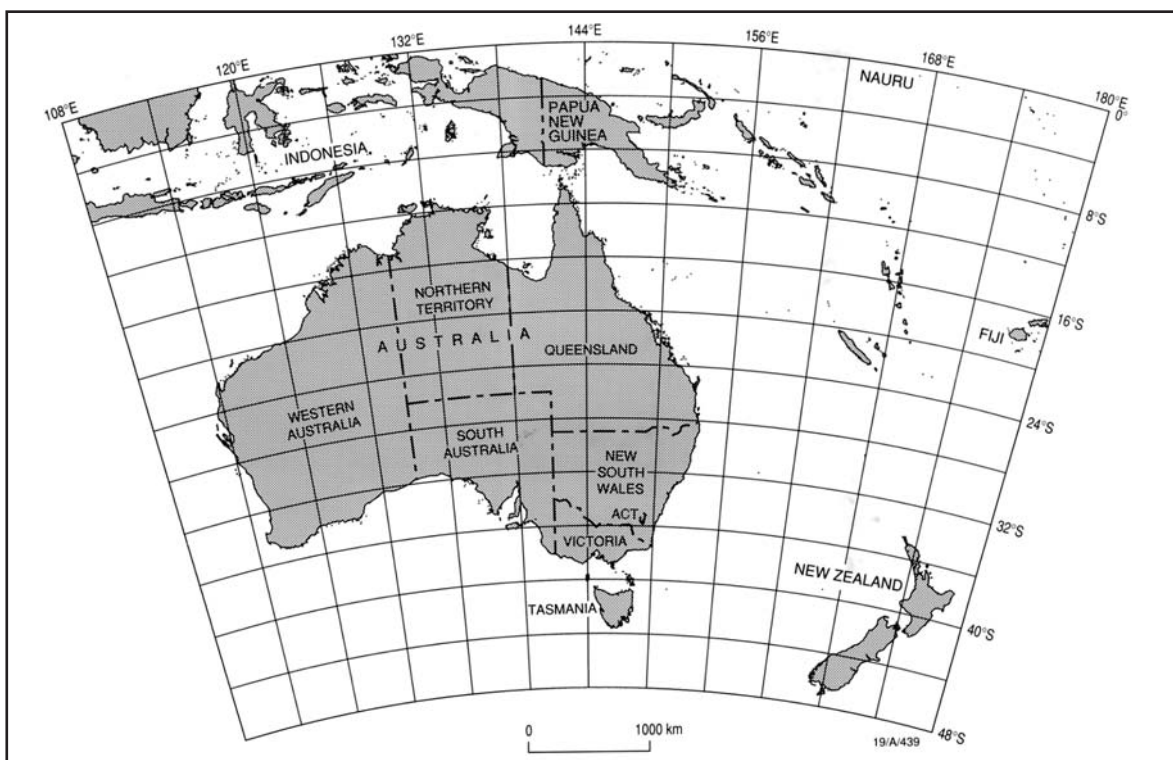 108°E
120°E
132°E
144°E
156°E
168°E
180°E
0°
NAURU
PAPUA
NEW
GUINEA
INDONESIA
8°S
NORTHERN
TERRITORY
16°S
AUSTRALIA
FIJI
QUEENSLAND
WESTERN
AUSTRALIA
24°S
SOUTH
AUSTRALIA
NEW
SOUTH
WALES
ACT
32°S
VICTORIA
NEW ZEALAND
TASMANIA
40°S
0 1000 km
48°S
19/A/439